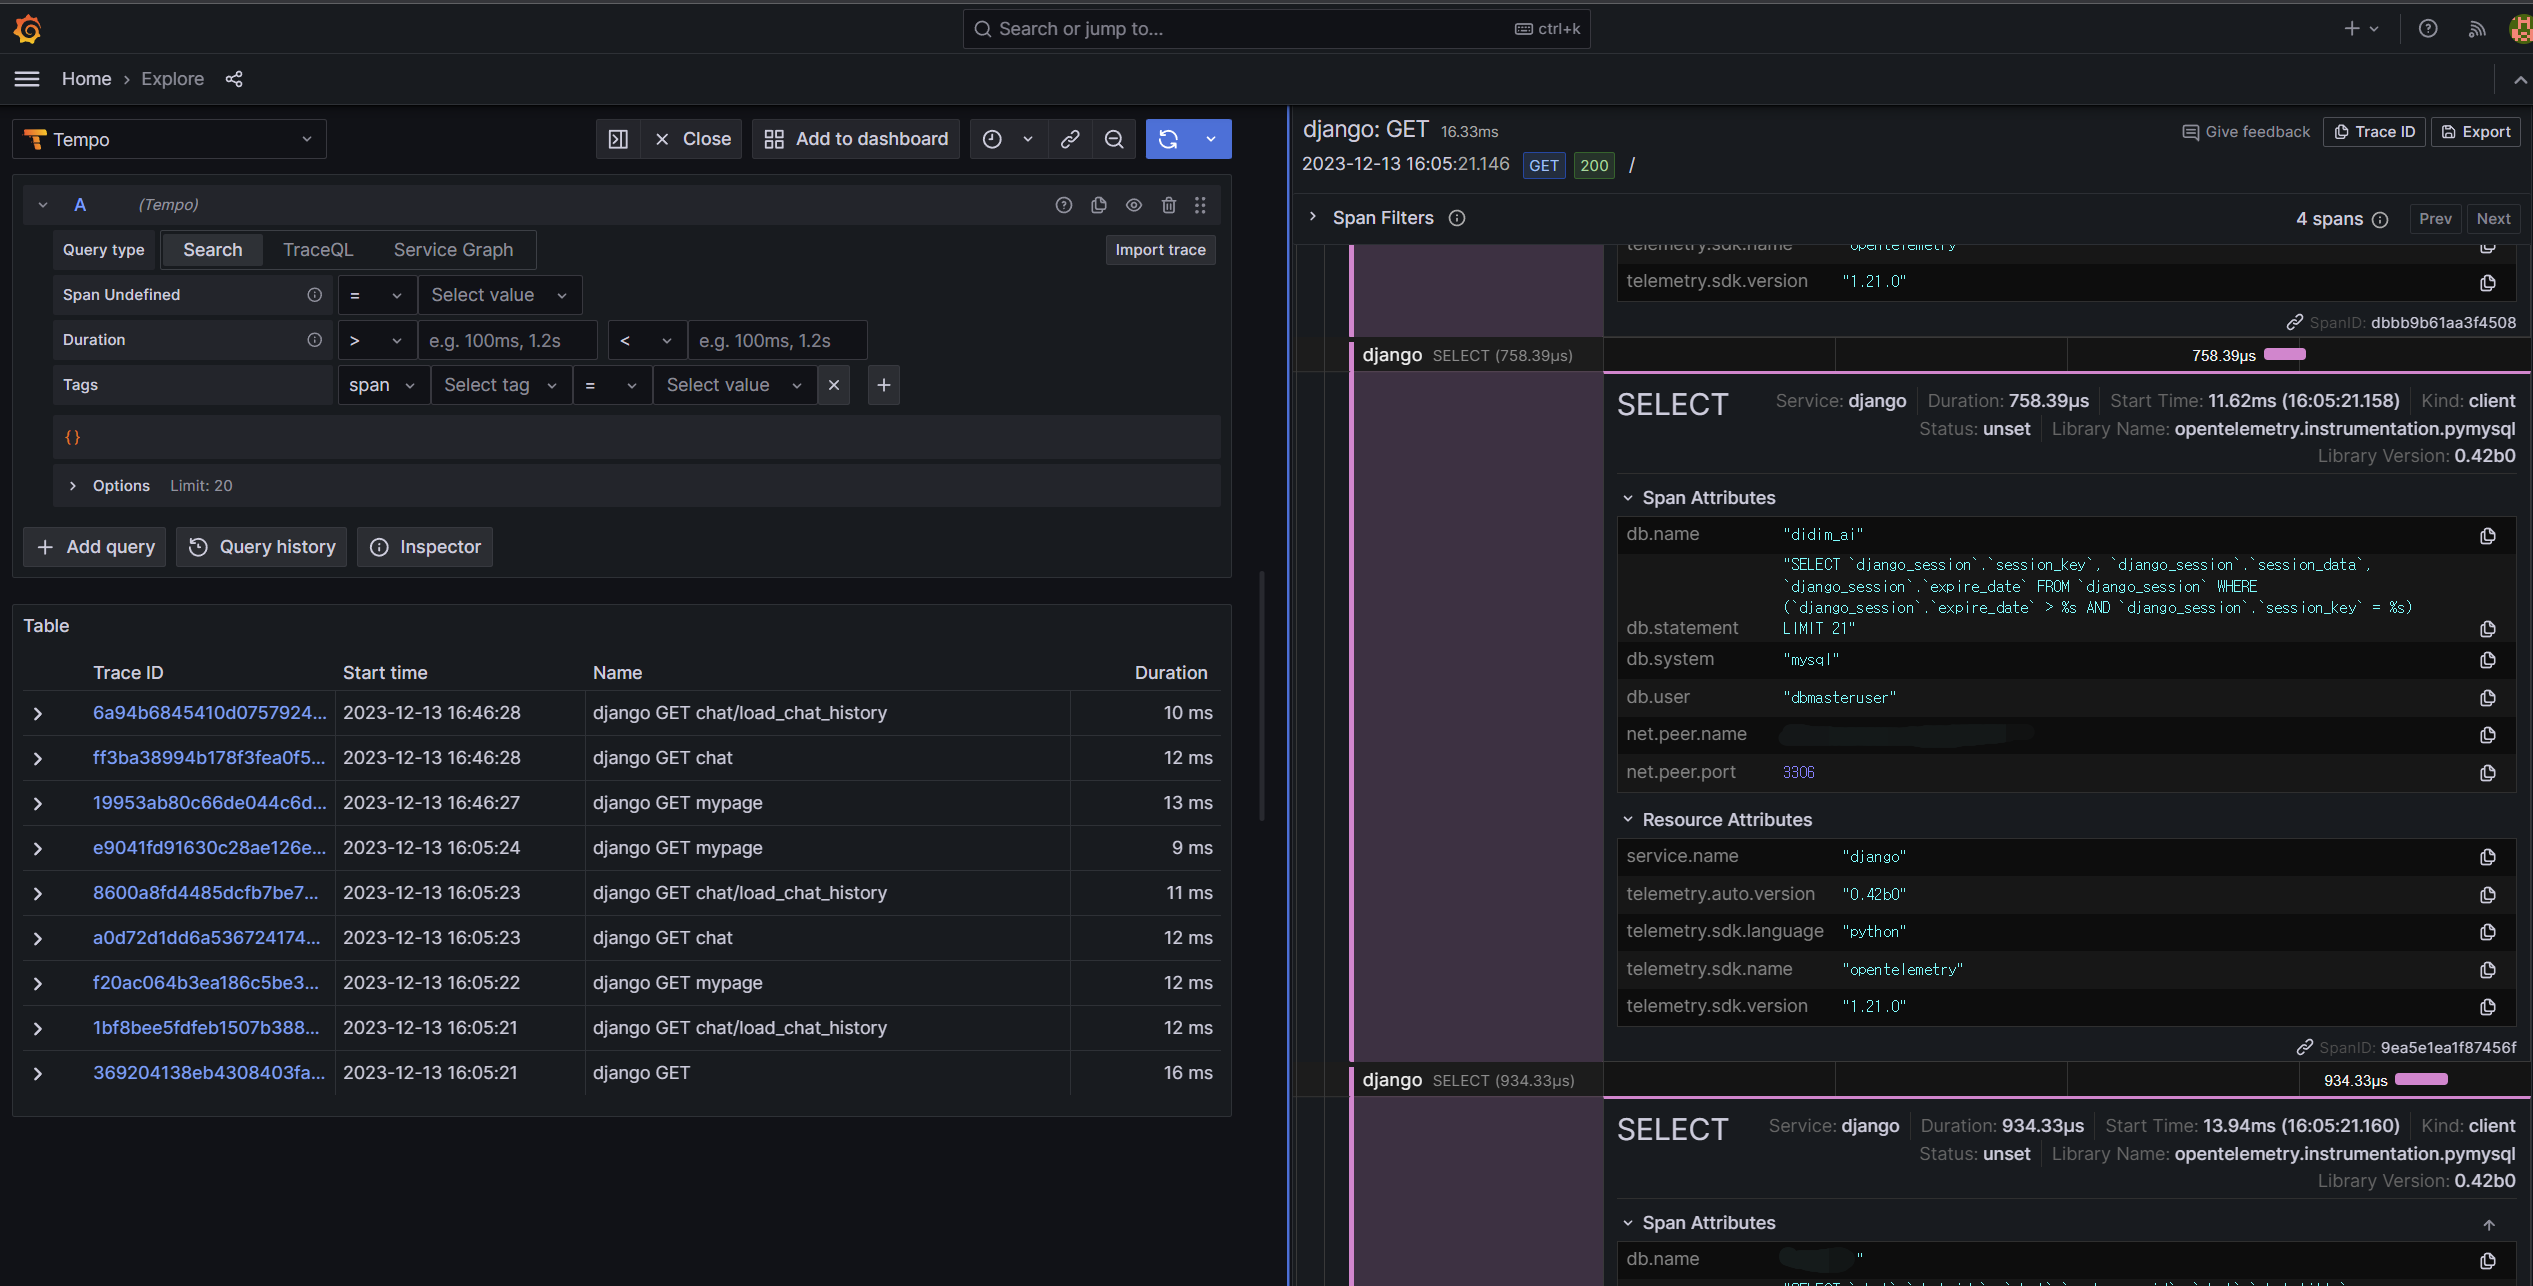 Search or jump to...
ctrl+k
Home
Explore
Tempo
Close
Add to dashboard
A
(Tempo)
Query type
Search
TraceQL
Service Graph
Import trace
Span Undefined
=
Select value
Duration
>
e.g. 100ms, 1.2s
<
e.g. 100ms, 1.2s
Tags
span
Select tag
=
Select value
{}
Options
Limit: 20
Add query
Query history
Inspector
Table
Trace ID Start time Name Duration
6a94b6845410d0757924... 2023-12-13 16:46:28 django GET chat/load_chat_history 10 ms
ff3ba38994b178f3fea0f5... 2023-12-13 16:46:28 django GET chat 12 ms
19953ab80c66de044c6d... 2023-12-13 16:46:27 django GET mypage 13 ms
e9041fd91630c28ae126e... 2023-12-13 16:05:24 django GET mypage 9 ms
8600a8fd4485dcfb7be7... 2023-12-13 16:05:23 django GET chat/load_chat_history 11 ms
a0d72d1dd6a536724174... 2023-12-13 16:05:23 django GET chat 12 ms
f20ac064b3ea186c5be3... 2023-12-13 16:05:22 django GET mypage 12 ms
1bf8bee5fdfeb1507b388... 2023-12-13 16:05:21 django GET chat/load_chat_history 12 ms
369204138eb4308403fa... 2023-12-13 16:05:21 django GET 16 ms
django: GET 16.33ms
Give feedback
Trace ID
Export
2023-12-13 16:05:21.146 GET 200 /
Span Filters
4 spans
Prev
Next
telemetry.sdk.name "opentelemetry"
telemetry.sdk.version "1.21.0"
SpanID: dbbb9b61aa3f4508
django SELECT (758.39μs)
758.39μs
SELECT
Service: django Duration: 758.39μs Start Time: 11.62ms (16:05:21.158) Kind: client
Status: unset Library Name: opentelemetry.instrumentation.pymysql
Library Version: 0.42b0
Span Attributes
db.name "didim_ai"
"SELECT `django_session`.`session_key`, `django_session`.`session_data`,
`django_session`.`expire_date` FROM `django_session` WHERE
(`django_session`.`expire_date` > %s AND `django_session`.`session_key` = %s)
db.statement LIMIT 21"
db.system "mysql"
db.user "dbmasteruser"
net.peer.name
net.peer.port 3306
Resource Attributes
service.name "django"
telemetry.auto.version "0.42b0"
telemetry.sdk.language "python"
telemetry.sdk.name "opentelemetry"
telemetry.sdk.version "1.21.0"
SpanID: 9ea5e1ea1f87456f
django SELECT (934.33μs)
934.33μs
SELECT
Service: django Duration: 934.33μs Start Time: 13.94ms (16:05:21.160) Kind: client
Status: unset Library Name: opentelemetry.instrumentation.pymysql
Library Version: 0.42b0
Span Attributes
db.name "